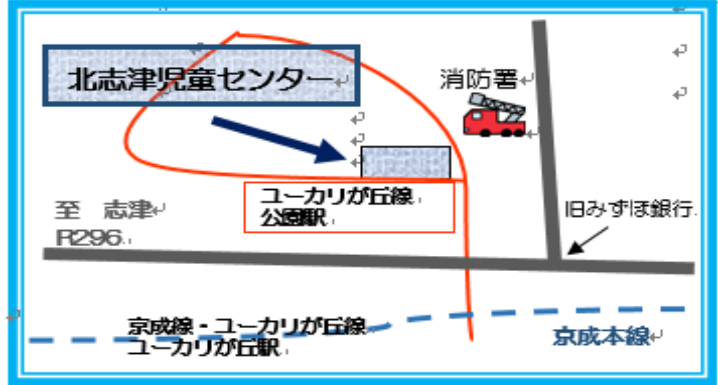 北志津児童センター
消防署
ユーカリが丘線
公園駅
至　志津
R296
旧みずほ銀行
京成線・ユーカリが丘線
ユーカリが丘駅
京成本線